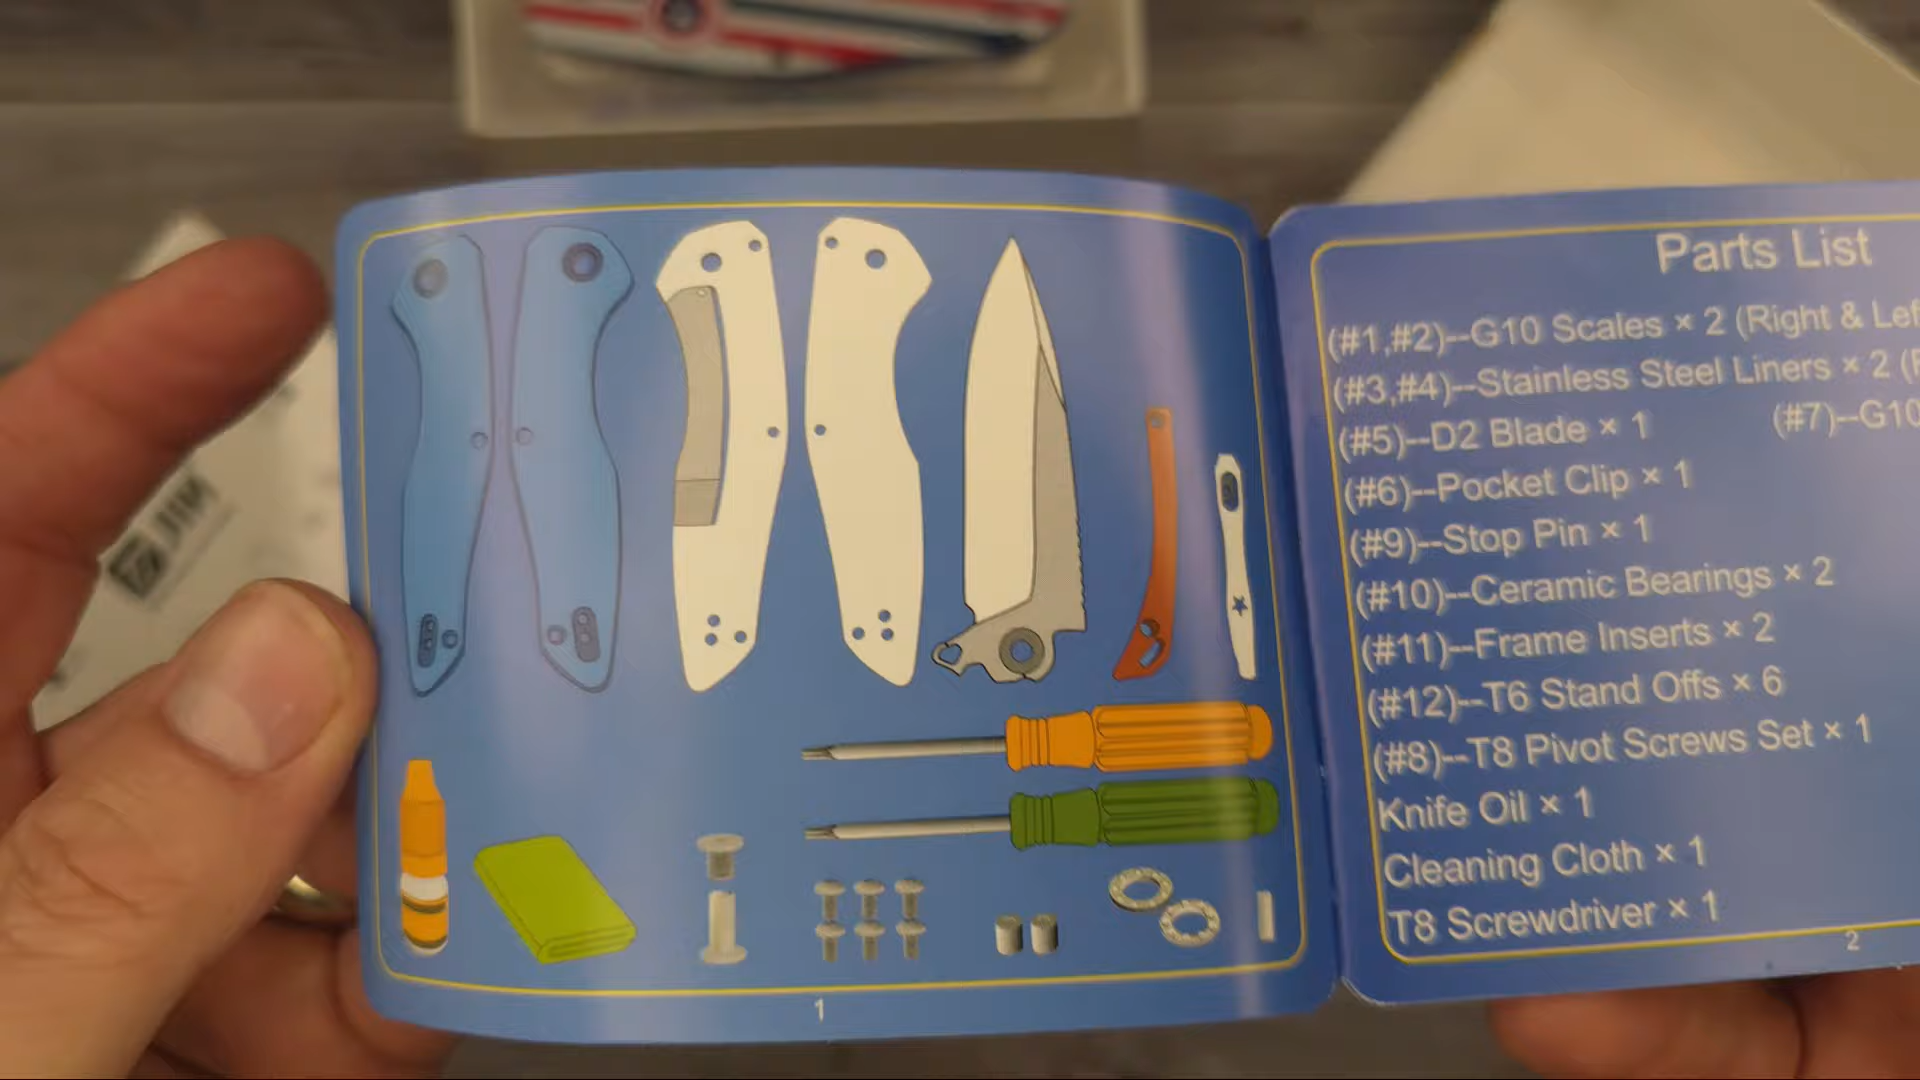 Parts List
(#1,#2)--G10 Scales × 2 (Right & Lef
(#3,#4)--Stainless Steel Liners × 2 (
(#5)--D2 Blade × 1 (#7)--G10
(#6)--Pocket Clip × 1
(#9)--Stop Pin × 1
(#10)--Ceramic Bearings × 2
(#11)--Frame Inserts × 2
(#12)--T6 Stand Offs × 6
(#8)--T8 Pivot Screws Set × 1
Knife Oil × 1
Cleaning Cloth × 1
T8 Screwdriver × 1
1
2